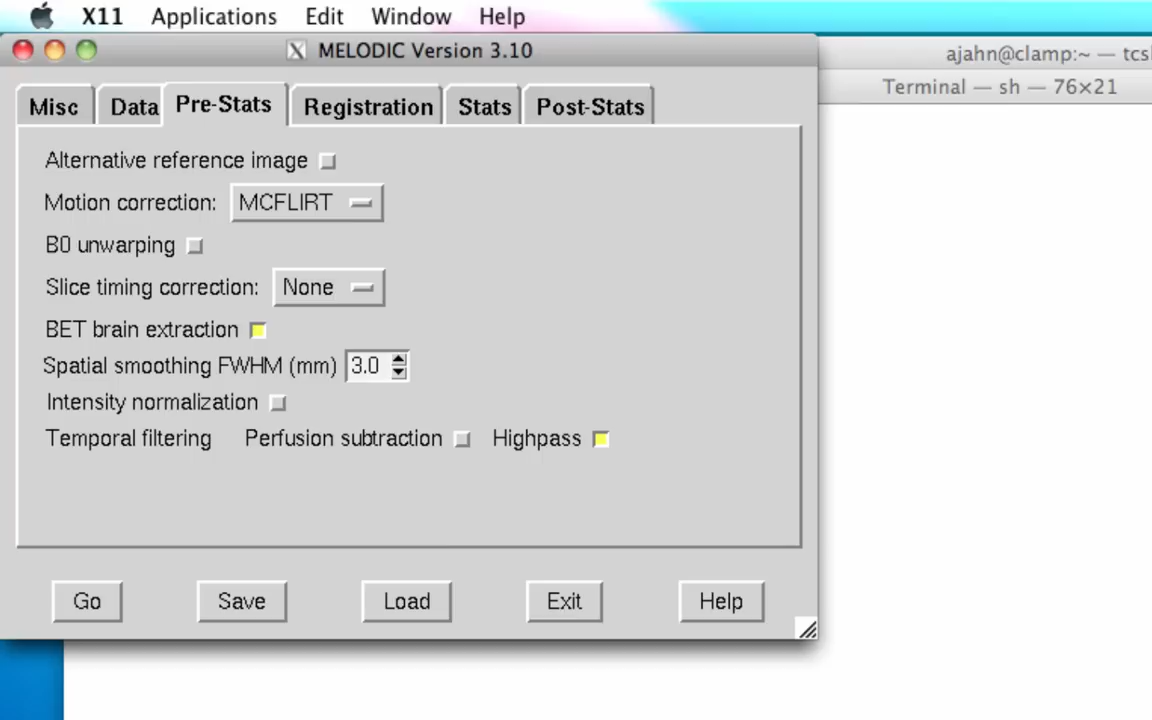 X11 Applications Edit Window Help
X MELODIC Version 3.10
ajahn@clamp:~ — tcs
Terminal — sh — 76×21
Misc Data Pre-Stats Registration Stats Post-Stats
Alternative reference image
Motion correction: MCFLIRT
B0 unwarping
Slice timing correction: None
BET brain extraction
Spatial smoothing FWHM (mm) 3.0
Intensity normalization
Temporal filtering Perfusion subtraction Highpass
Go Save Load Exit Help